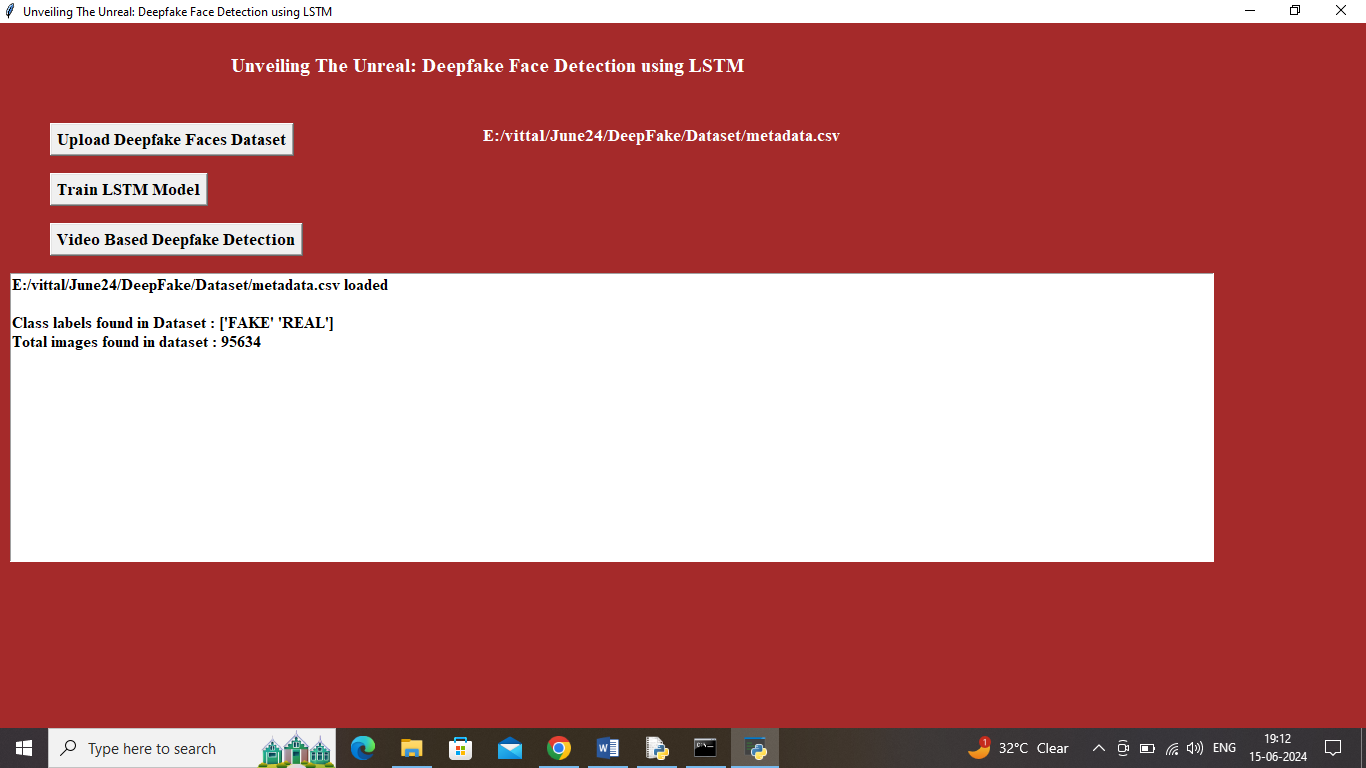 Unveiling The Unreal: Deepfake Face Detection using LSTM
Unveiling The Unreal: Deepfake Face Detection using LSTM
Upload Deepfake Faces Dataset
E:/vittal/June24/DeepFake/Dataset/metadata.csv
Train LSTM Model
Video Based Deepfake Detection
E:/vittal/June24/DeepFake/Dataset/metadata.csv loaded
Class labels found in Dataset : ['FAKE' 'REAL']
Total images found in dataset : 95634
Type here to search
1
32°C Clear
ENG
19:12
15-06-2024